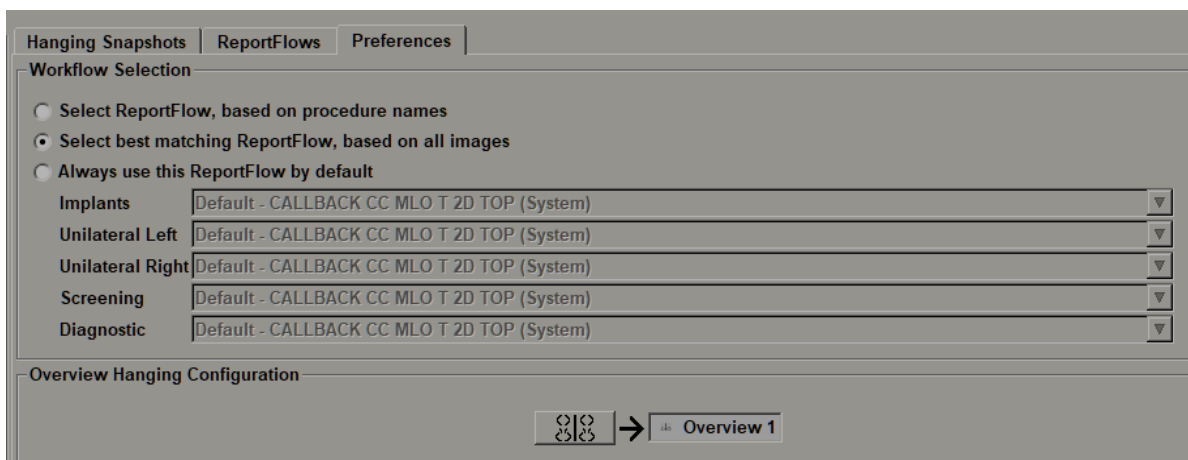 Hanging Snapshots ReportFlows Preferences
Workflow Selection
Select ReportFlow, based on procedure names
Select best matching ReportFlow, based on all images
Always use this ReportFlow by default
Implants Default - CALLBACK CC MLO T 2D TOP (System)
Unilateral Left Default - CALLBACK CC MLO T 2D TOP (System)
Unilateral Right Default - CALLBACK CC MLO T 2D TOP (System)
Screening Default - CALLBACK CC MLO T 2D TOP (System)
Diagnostic Default - CALLBACK CC MLO T 2D TOP (System)
Overview Hanging Configuration
Overview 1